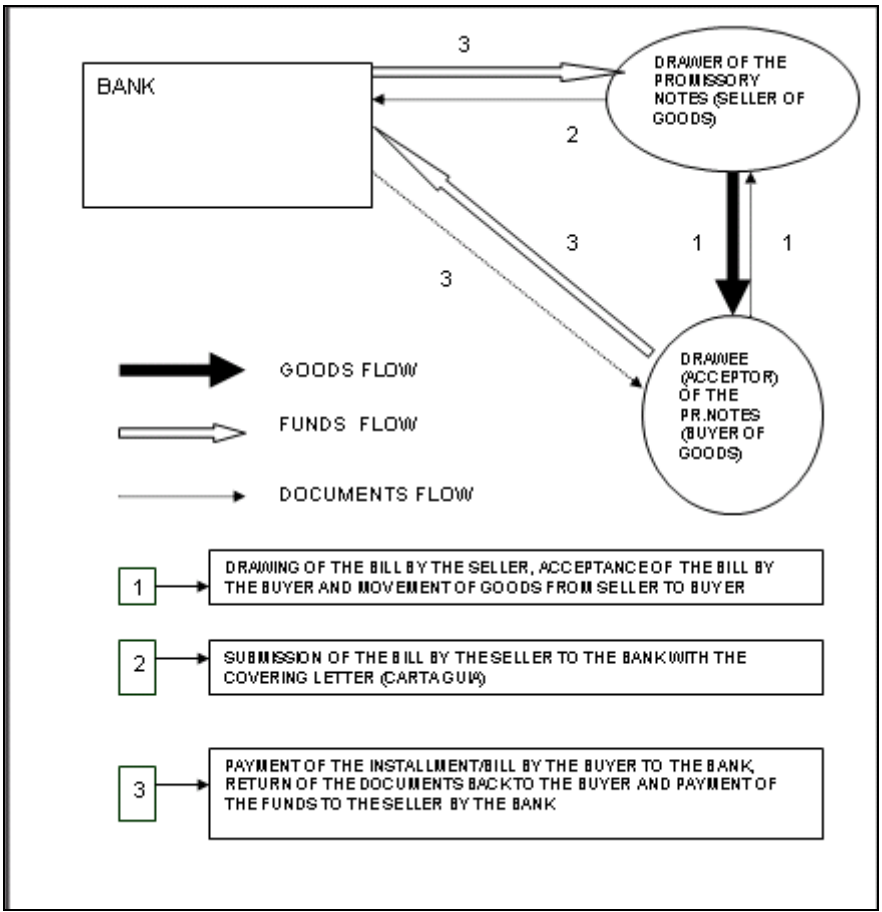 3
BANK
DRAWER OF THE
PROMISSORY
NOTES (SELLER OF
GOODS)
2
3
1
1
3
DRAWEE
(ACCEPTOR)
OF THE
PR.NOTES
(BUYER OF
GOODS)
GOODS FLOW
FUNDS FLOW
DOCUMENTS FLOW
1
DRAWING OF THE BILL BY THE SELLER, ACCEPTANCE OF THE BILL BY
THE BUYER AND MOVEMENT OF GOODS FROM SELLER TO BUYER
2
SUBMISSION OF THE BILL BY THE SELLER TO THE BANK WITH THE
COVERING LETTER (CARTA GUIA)
3
PAYMENT OF THE INSTALLMENT/BILL BY THE BUYER TO THE BANK,
RETURN OF THE DOCUMENTS BACK TO THE BUYER AND PAYMENT OF
THE FUNDS TO THE SELLER BY THE BANK